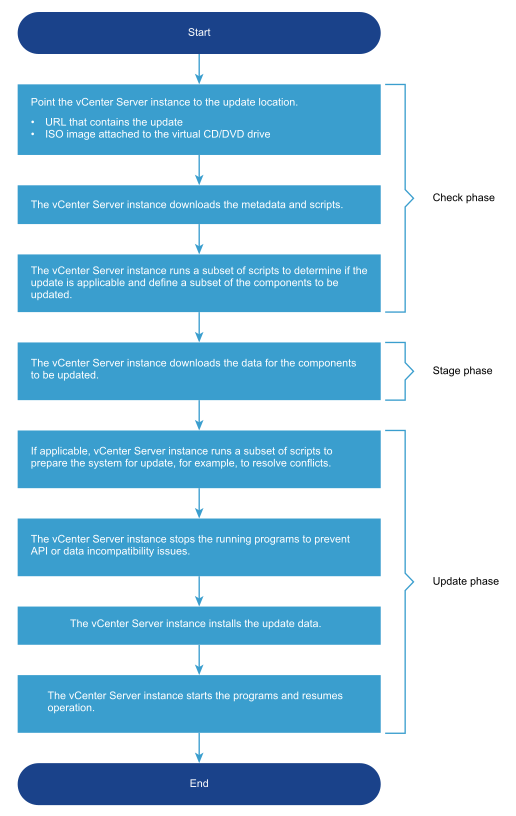 Start
Point the vCenter Server instance to the update location.
• URL that contains the update
• ISO image attached to the virtual CD/DVD drive
Check phase
The vCenter Server instance downloads the metadata and scripts.
The vCenter Server instance runs a subset of scripts to determine if the
update is applicable and define a subset of the components to be
updated.
The vCenter Server instance downloads the data for the components
to be updated.
Stage phase
If applicable, vCenter Server instance runs a subset of scripts to
prepare the system for update, for example, to resolve conflicts.
The vCenter Server instance stops the running programs to prevent
API or data incompatibility issues.
Update phase
The vCenter Server instance installs the update data.
The vCenter Server instance starts the programs and resumes
operation.
End